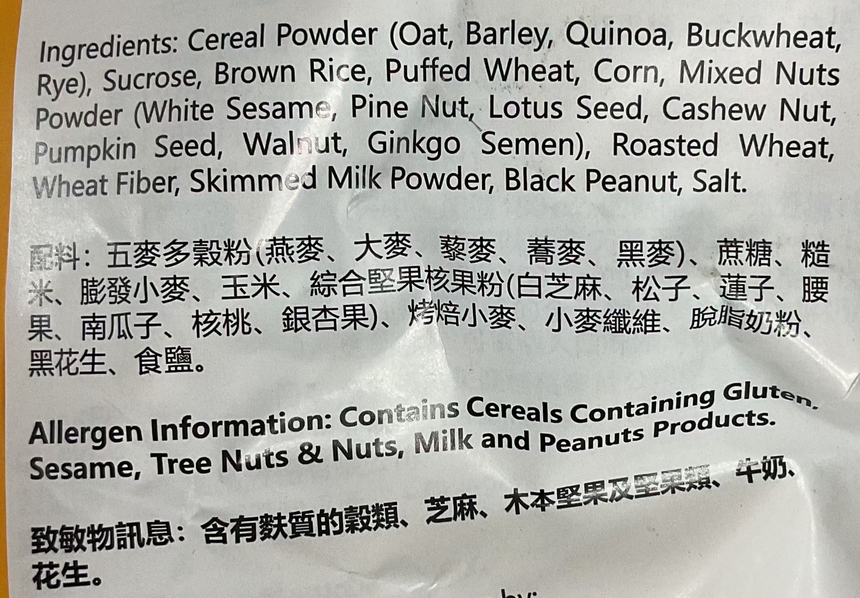 Ingredients: Cereal Powder (Oat, Barley, Quinoa, Buckwheat,
Rye), Sucrose, Brown Rice, Puffed Wheat, Corn, Mixed Nuts
Powder (White Sesame, Pine Nut, Lotus Seed, Cashew Nut,
Pumpkin Seed, Walnut, Ginkgo Semen), Roasted Wheat,
Wheat Fiber, Skimmed Milk Powder, Black Peanut, Salt.
配料：五麥多穀粉(燕麥、大麥、藜麥、蕎麥、黑麥)、蔗糖、糙
米、膨發小麥、玉米、綜合堅果核果粉(白芝麻、松子、蓮子、腰
果、南瓜子、核桃、銀杏果)、烤焙小麥、小麥纖維、脫脂奶粉、
黑花生、食鹽。
Allergen Information: Contains Cereals Containing Gluten,
Sesame, Tree Nuts & Nuts, Milk and Peanuts Products.
致敏物訊息：含有麩質的穀類、芝麻、木本堅果及堅果類、牛奶、
花生。
by: